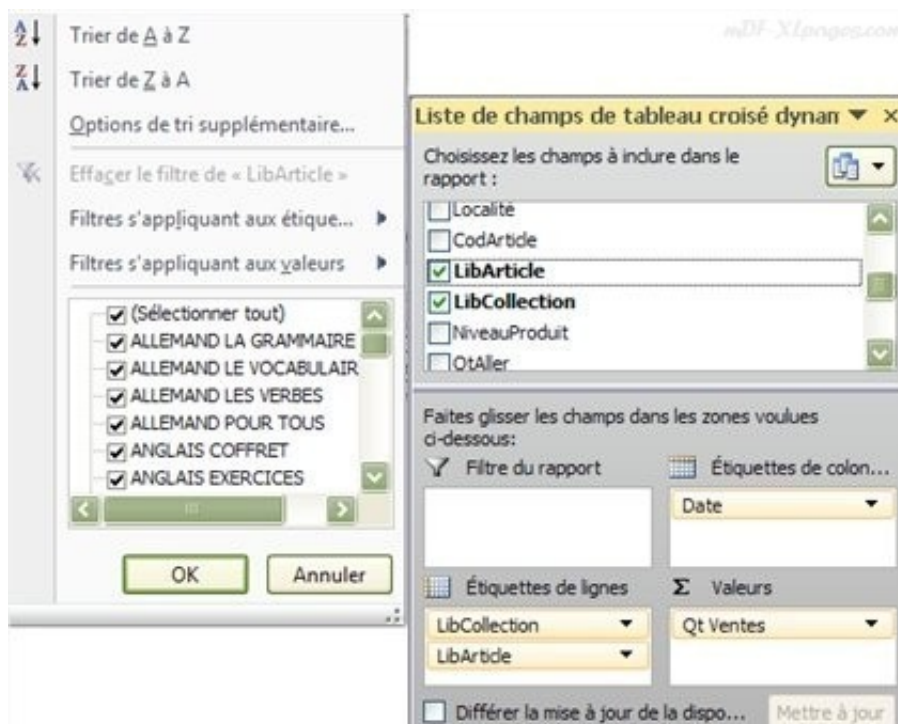 mDF-XLpages.com
Trier de A à Z
Trier de Z à A
Options de tri supplémentaire...
Effacer le filtre de « LibArticle »
Filtres s'appliquant aux étique...
Filtres s'appliquant aux valeurs
(Sélectionner tout)
ALLEMAND LA GRAMMAIRE
ALLEMAND LE VOCABULAIR
ALLEMAND LES VERBES
ALLEMAND POUR TOUS
ANGLAIS COFFRET
ANGLAIS EXERCICES
OK Annuler
Liste de champs de tableau croisé dynam
Choisissez les champs à inclure dans le
rapport :
Localité
CodArticle
LibArticle
LibCollection
NiveauProduit
QtAller
Faites glisser les champs dans les zones voulues
ci-dessous:
Filtre du rapport
Étiquettes de colon...
Date
Étiquettes de lignes
LibCollection
LibArticle
Σ Valeurs
Qt Ventes
Différer la mise à jour de la dispo... Mettre à jour